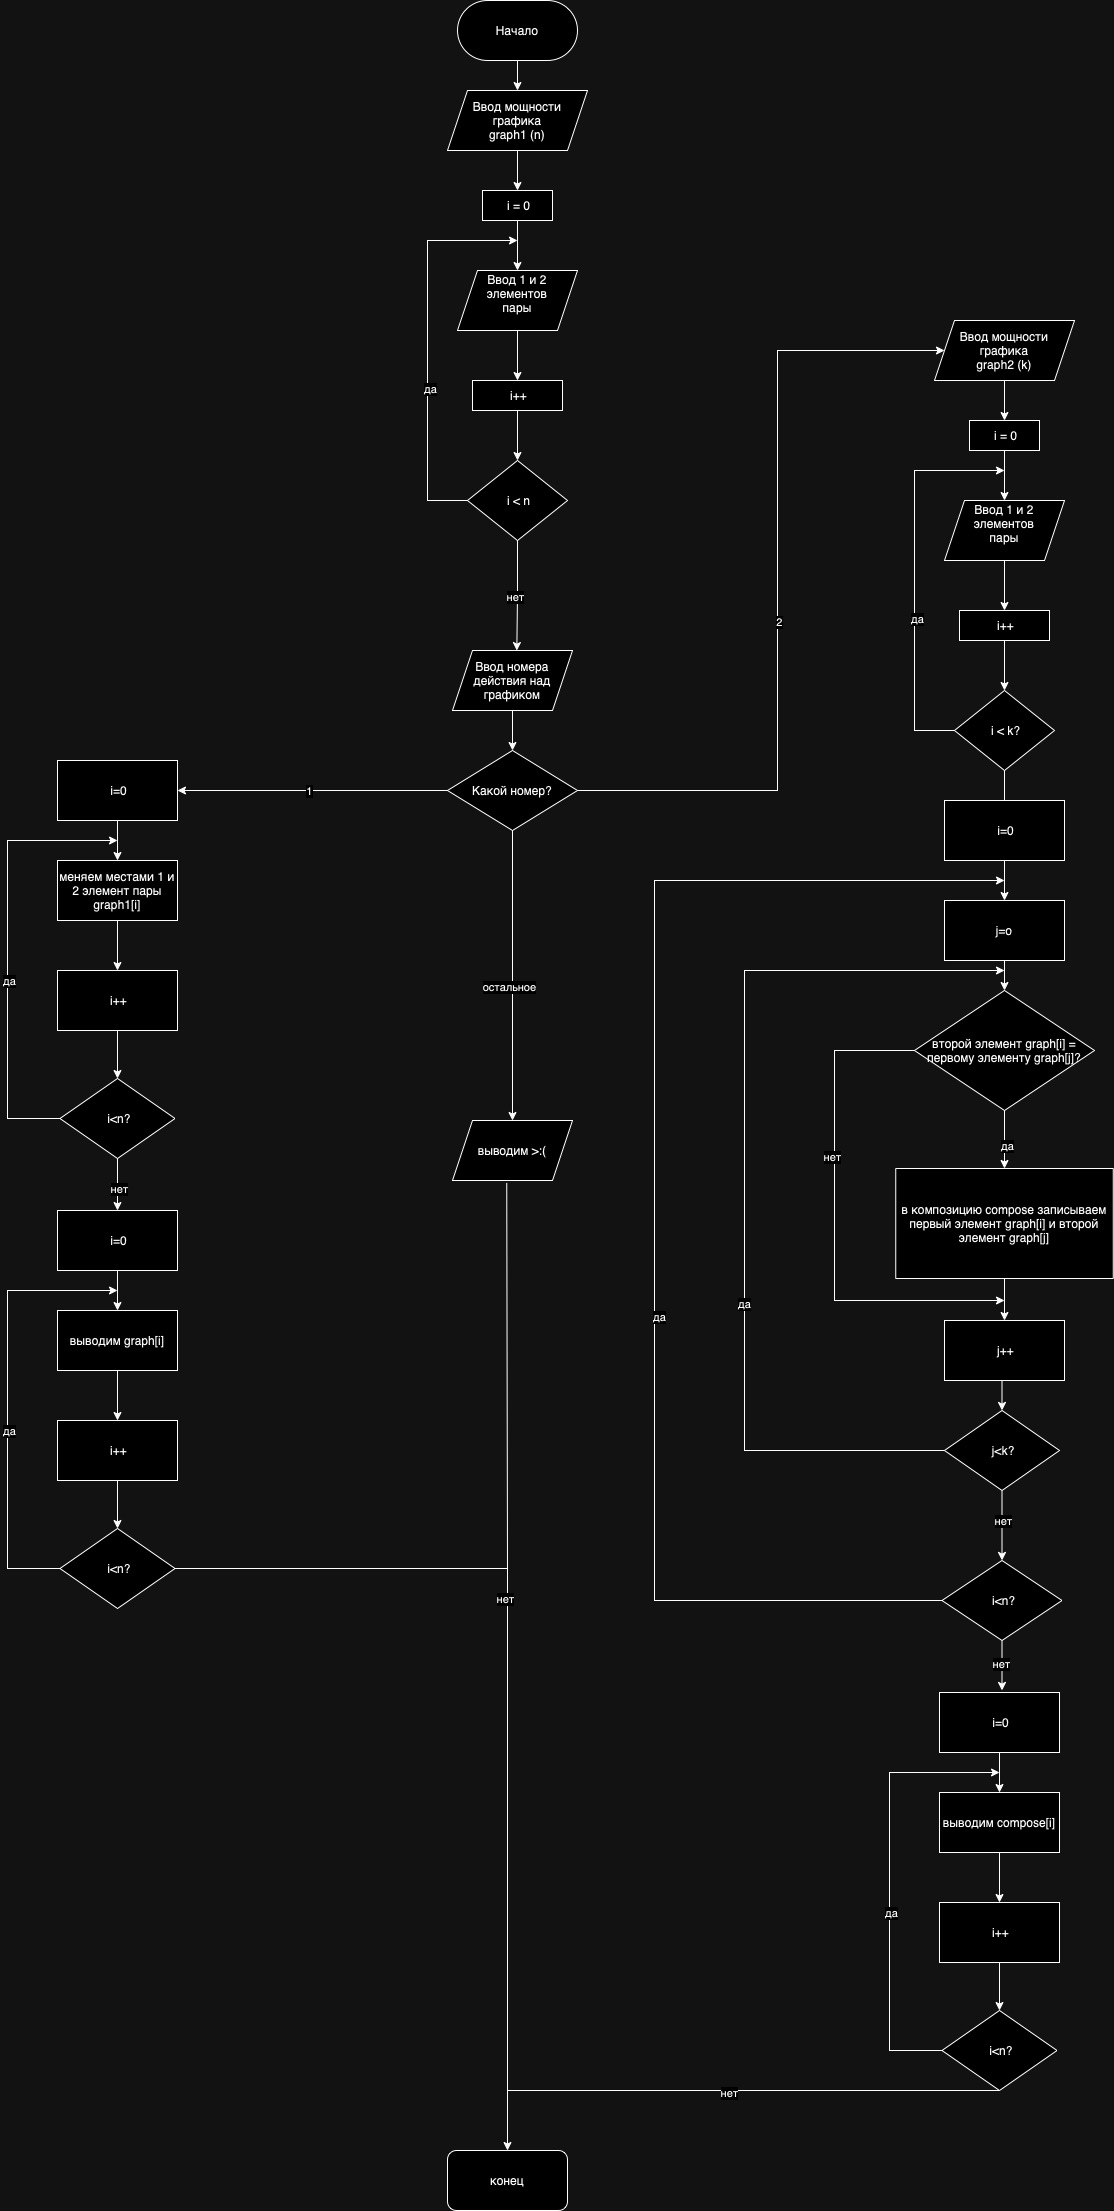 Начало
Ввод мощности
графика
graph1 (n)
i = 0
Ввод 1 и 2
элементов
пары
да
i++
i < n
нет
Ввод номера
действия над
графиком
Какой номер?
1
2
остальное
i=0
меняем местами 1 и
2 элемент пары
graph1[i]
да
i++
i<n?
нет
i=0
выводим graph[i]
да
i++
i<n?
выводим >:(
нет
Ввод мощности
графика
graph2 (k)
i = 0
Ввод 1 и 2
элементов
пары
да
i++
i < k?
i=0
j=o
второй элемент graph[i] =
первому элементу graph[j]?
да
нет
в композицию compose записываем
первый элемент graph[i] и второй
элемент graph[j]
да
да
j++
j<k?
нет
i<n?
нет
i=0
выводим compose[i]
да
i++
i<n?
нет
конец